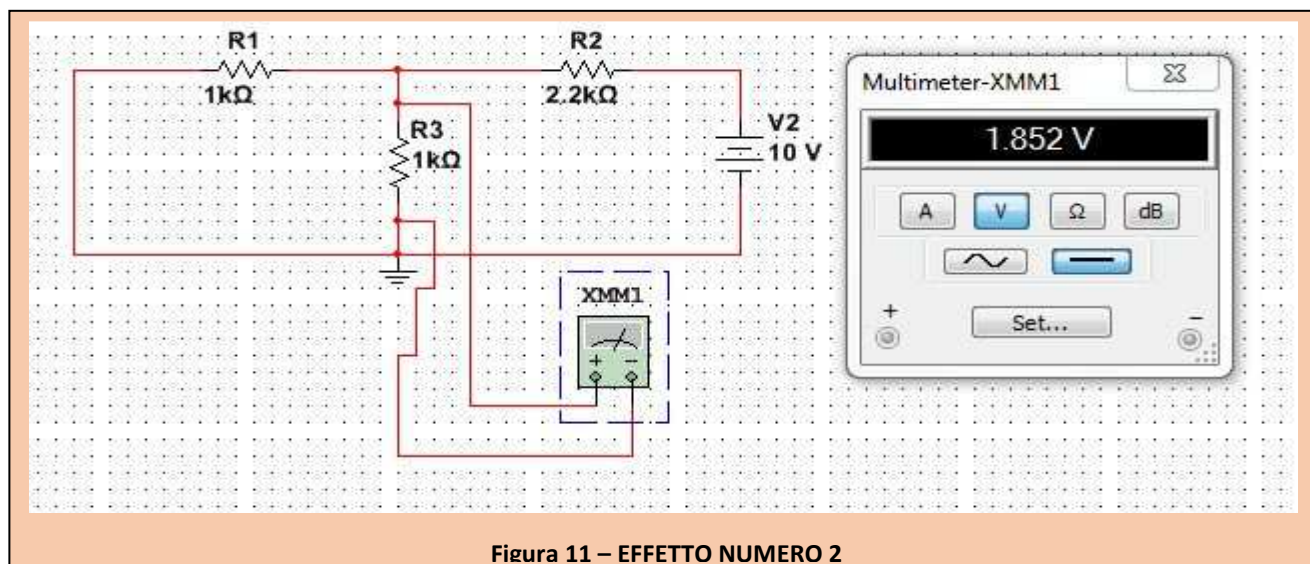 R1
1kΩ
R2
2.2kΩ
R3
1kΩ
V2
10 V
XMM1
+ −
Multimeter-XMM1
1.852 V
A V Ω dB
+ −
Set...
Figura 11 – EFFETTO NUMERO 2